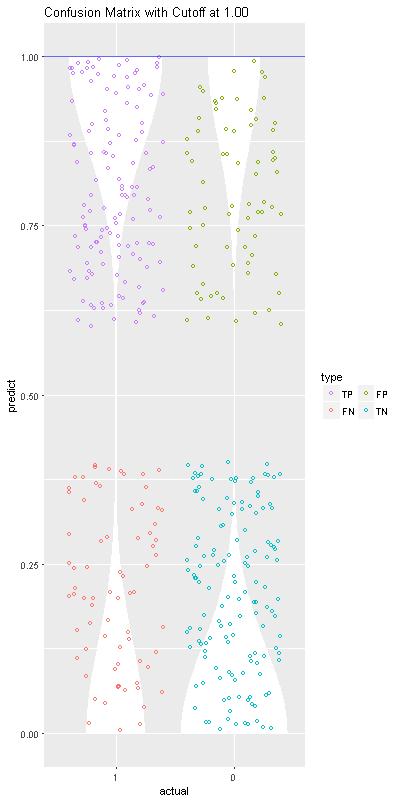 Confusion Matrix with Cutoff at 1.00
1.00
0.75
0.50
0.25
0.00
predict
1 0
actual
type
TP FP
FN TN